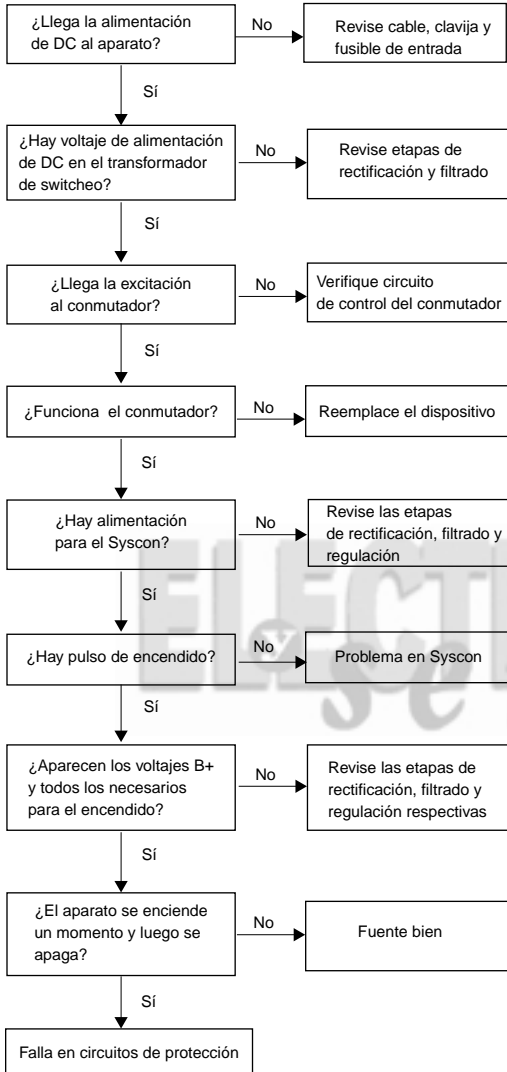 ¿Llega la alimentación
de DC al aparato?
No
Revise cable, clavija y
fusible de entrada
Sí
¿Hay voltaje de alimentación
de DC en el transformador
de switcheo?
No
Revise etapas de
rectificación y filtrado
Sí
¿Llega la excitación
al conmutador?
No
Verifique circuito
de control del conmutador
Sí
¿Funciona el conmutador?
No
Reemplace el dispositivo
Sí
¿Hay alimentación
para el Syscon?
No
Revise las etapas
de rectificación, filtrado y
regulación
Sí
¿Hay pulso de encendido?
No
Problema en Syscon
Sí
¿Aparecen los voltajes B+
y todos los necesarios
para el encendido?
No
Revise las etapas de
rectificación, filtrado y
regulación respectivas
Sí
¿El aparato se enciende
un momento y luego se
apaga?
No
Fuente bien
Sí
Falla en circuitos de protección